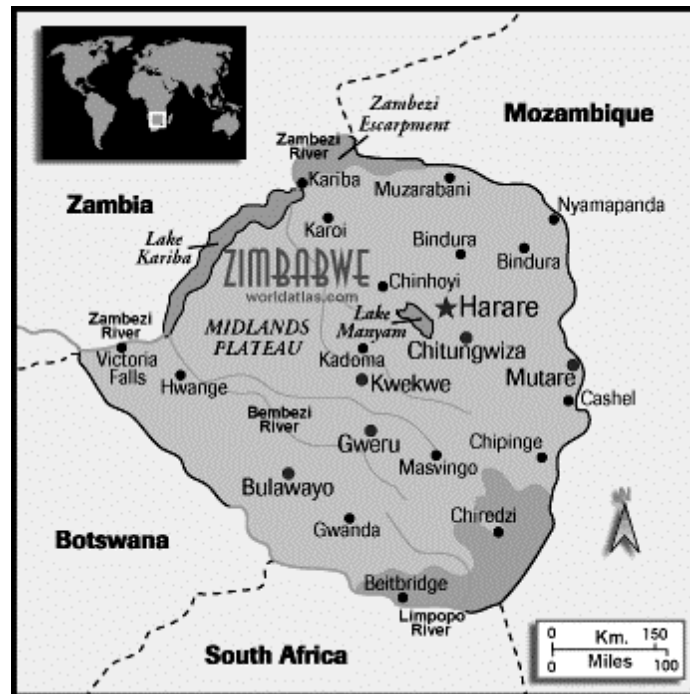 Zambezi
Escarpment
Mozambique
Zambezi
River
Kariba
Muzarabani
Zambia
Nyamapanda
Karoi
Lake
Kariba
Bindura
Bindura
ZIMBABWE
worldatlas.com
Chinhoyi
Harare
Lake
Manyam
MIDLANDS
PLATEAU
Zambezi
River
Victoria
Falls
Kadoma
Chitungwiza
Hwange
Kwekwe
Mutare
Cashel
Bembezi
River
Gweru
Chipinge
Masvingo
Bulawayo
Gwanda
Chiredzi
N
Botswana
Beitbridge
Limpopo
River
South Africa
0 Km. 150
0 Miles 100